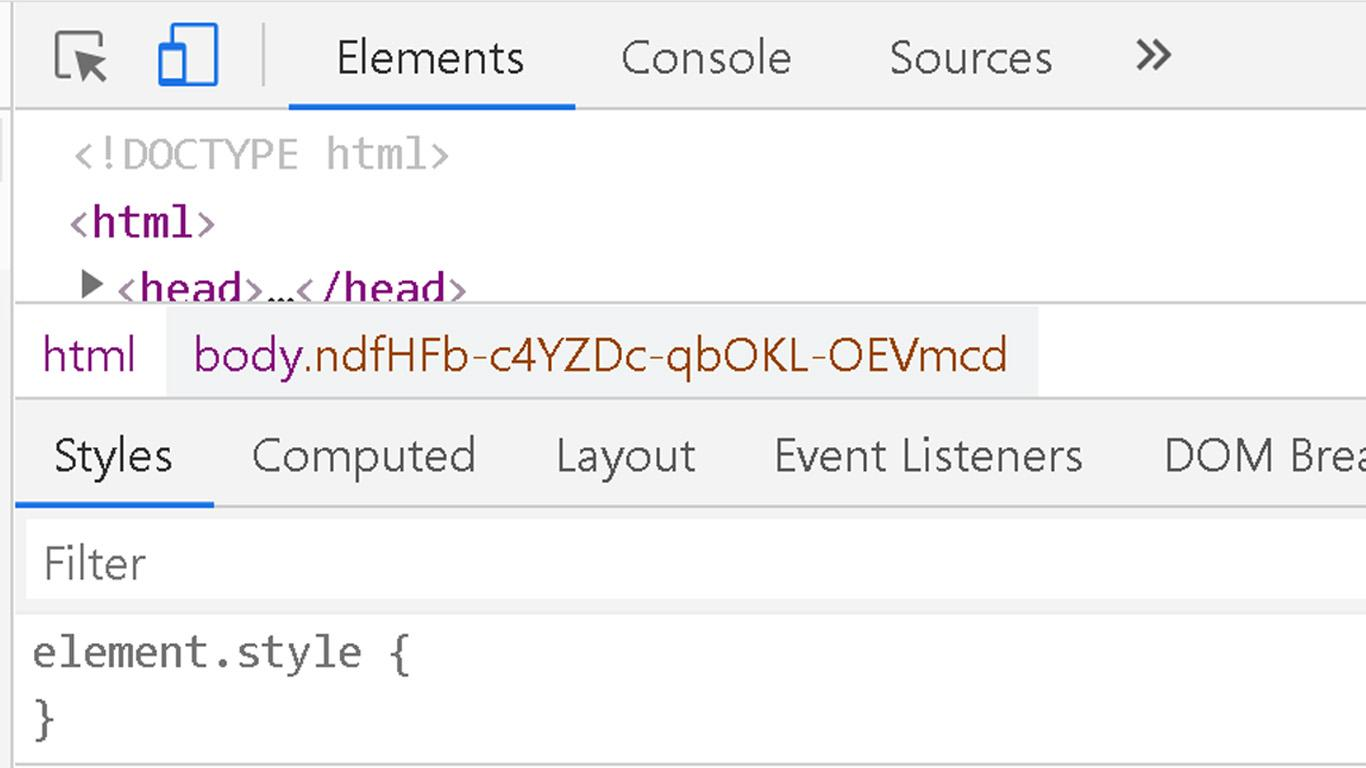 Elements Console Sources
<!DOCTYPE html>
<html>
<head>…</head>
html body.ndfHFb-c4YZDc-qbOKL-OEVmcd
Styles Computed Layout Event Listeners DOM
Filter
element.style {
}